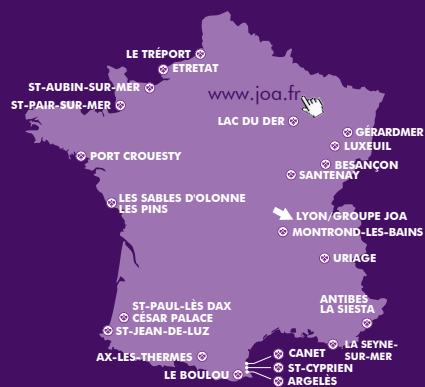 LE TRÉPORT
ETRETAT
ST-AUBIN-SUR-MER
www.joa.fr
ST-PAIR-SUR-MER
LAC DU DER
GÉRARDMER
LUXEUIL
PORT CROUESTY
BESANÇON
SANTENAY
LES SABLES D'OLONNE
LES PINS
LYON/GROUPE JOA
MONTROND-LES-BAINS
URIAGE
ST-PAUL-LÈS DAX
CÉSAR PALACE
ANTIBES
LA SIESTA
ST-JEAN-DE-LUZ
LA SEYNE-
SUR-MER
AX-LES-THERMES
CANET
LE BOULOU
ST-CYPRIEN
ARGELÈS